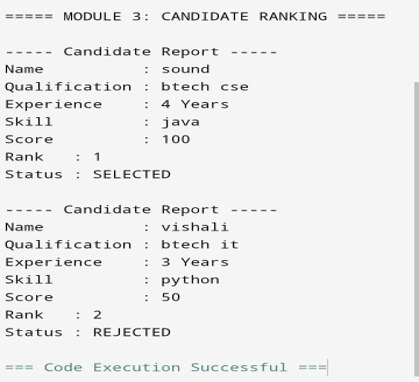 ===== MODULE 3: CANDIDATE RANKING =====
----- Candidate Report -----
Name          : sound
Qualification : btech cse
Experience    : 4 Years
Skill         : java
Score         : 100
Rank   : 1
Status : SELECTED
----- Candidate Report -----
Name          : vishali
Qualification : btech it
Experience    : 3 Years
Skill         : python
Score         : 50
Rank   : 2
Status : REJECTED
=== Code Execution Successful ===